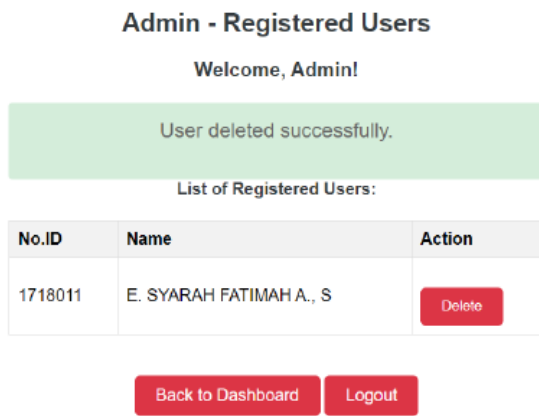 Admin - Registered Users
Welcome, Admin!
User deleted successfully.
List of Registered Users:
No.ID Name Action
1718011 E. SYARAH FATIMAH A., S Delete
Back to Dashboard Logout